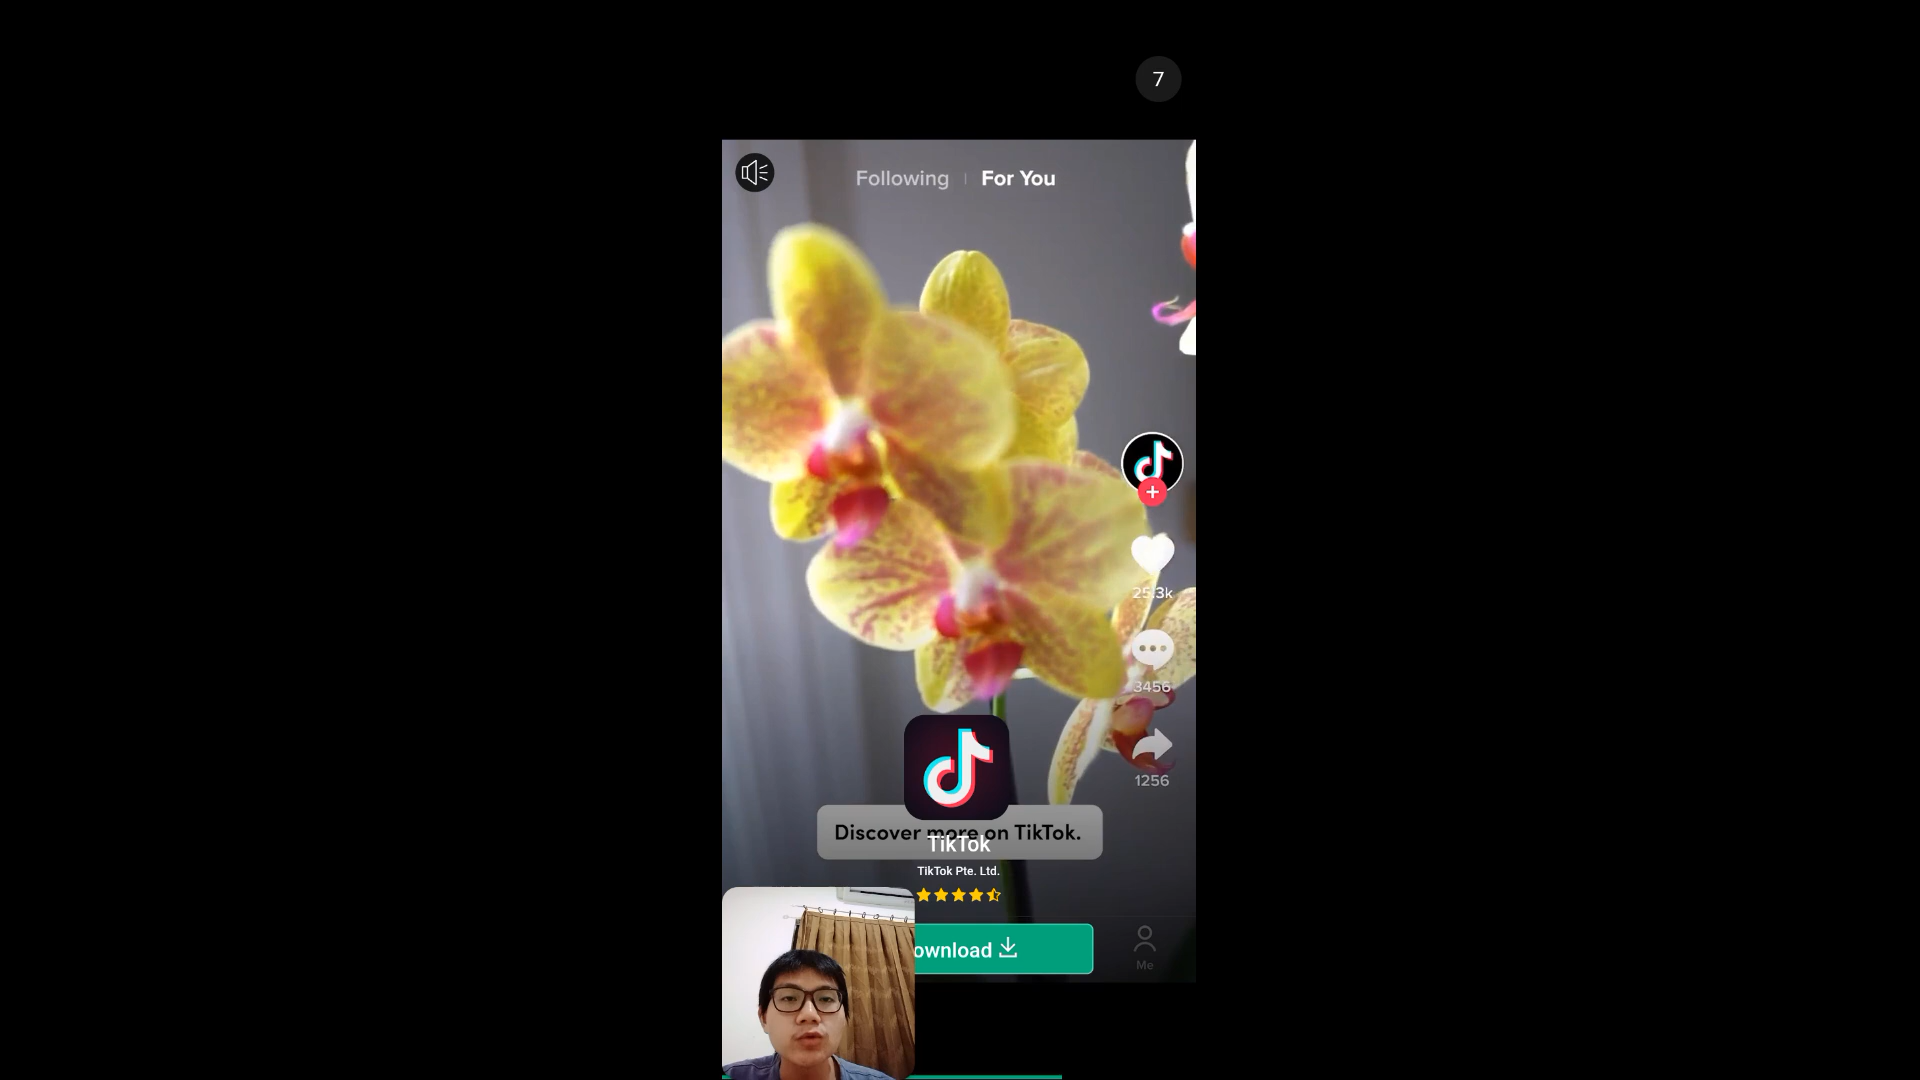 7
Following For You
25.3k
3456
1256
Discover more on TikTok.
TikTok
TikTok Pte. Ltd.
ownload
Me